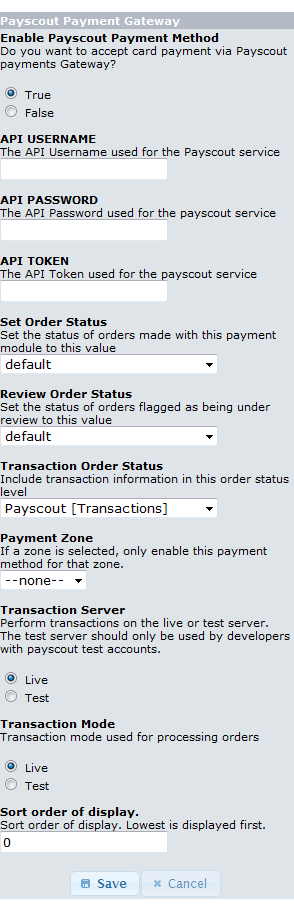 Payscout Payment Gateway
Enable Payscout Payment Method
Do you want to accept card payment via Payscout
payments Gateway?
True
False
API USERNAME
The API Username used for the Payscout service
API PASSWORD
The API Password used for the payscout service
API TOKEN
The API Token used for the payscout service
Set Order Status
Set the status of orders made with this payment
module to this value
default
Review Order Status
Set the status of orders flagged as being under
review to this value
default
Transaction Order Status
Include transaction information in this order status
level
Payscout [Transactions]
Payment Zone
If a zone is selected, only enable this payment
method for that zone.
--none--
Transaction Server
Perform transactions on the live or test server.
The test server should only be used by developers
with payscout test accounts.
Live
Test
Transaction Mode
Transaction mode used for processing orders
Live
Test
Sort order of display.
Sort order of display. Lowest is displayed first.
0
Save
Cancel